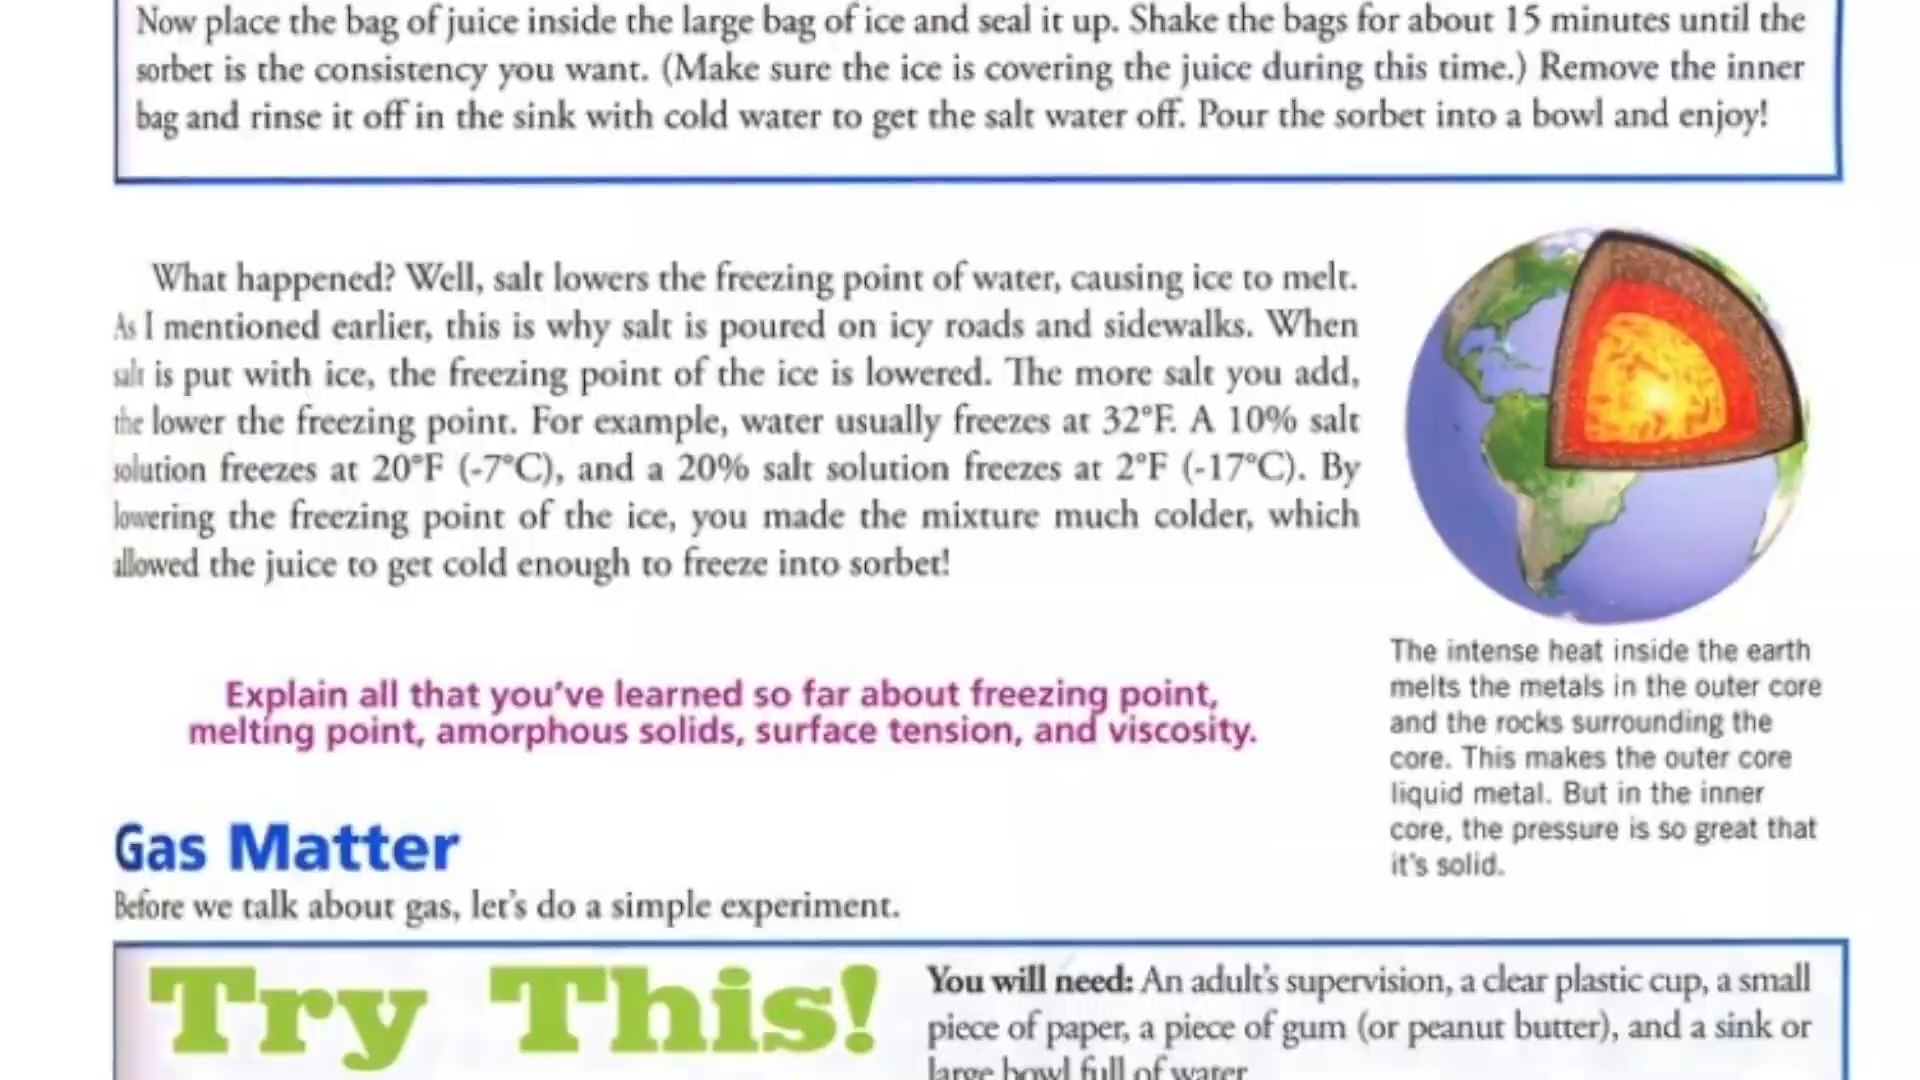 Now place the bag of juice inside the large bag of ice and seal it up. Shake the bags for about 15 minutes until the
sorbet is the consistency you want. (Make sure the ice is covering the juice during this time.) Remove the inner
bag and rinse it off in the sink with cold water to get the salt water off. Pour the sorbet into a bowl and enjoy!
What happened? Well, salt lowers the freezing point of water, causing ice to melt.
As I mentioned earlier, this is why salt is poured on icy roads and sidewalks. When
salt is put with ice, the freezing point of the ice is lowered. The more salt you add,
the lower the freezing point. For example, water usually freezes at 32°F. A 10% salt
solution freezes at 20°F (-7°C), and a 20% salt solution freezes at 2°F (-17°C). By
lowering the freezing point of the ice, you made the mixture much colder, which
allowed the juice to get cold enough to freeze into sorbet!
The intense heat inside the earth
melts the metals in the outer core
and the rocks surrounding the
core. This makes the outer core
liquid metal. But in the inner
core, the pressure is so great that
it's solid.
Explain all that you've learned so far about freezing point,
melting point, amorphous solids, surface tension, and viscosity.
Gas Matter
Before we talk about gas, let's do a simple experiment.
Try This!
You will need: An adult's supervision, a clear plastic cup, a small
piece of paper, a piece of gum (or peanut butter), and a sink or
large bowl full of water